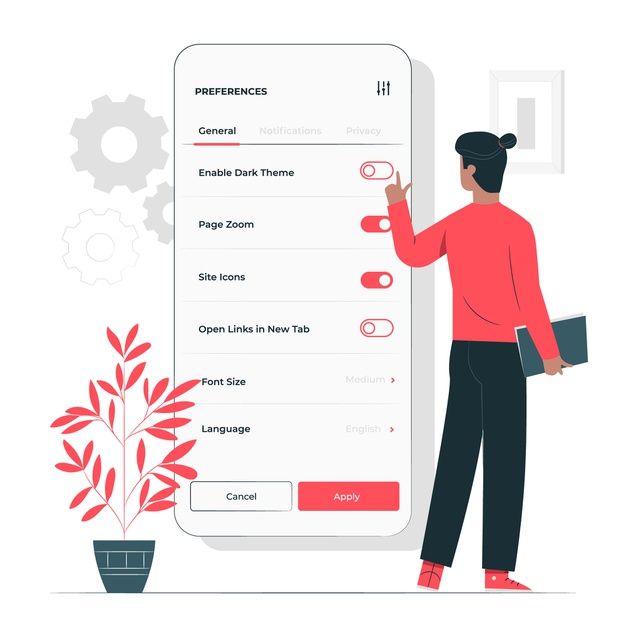 PREFERENCES
General Notifications Privacy
Enable Dark Theme
Page Zoom
Site Icons
Open Links in New Tab
Font Size Medium >
Language English >
Cancel Apply